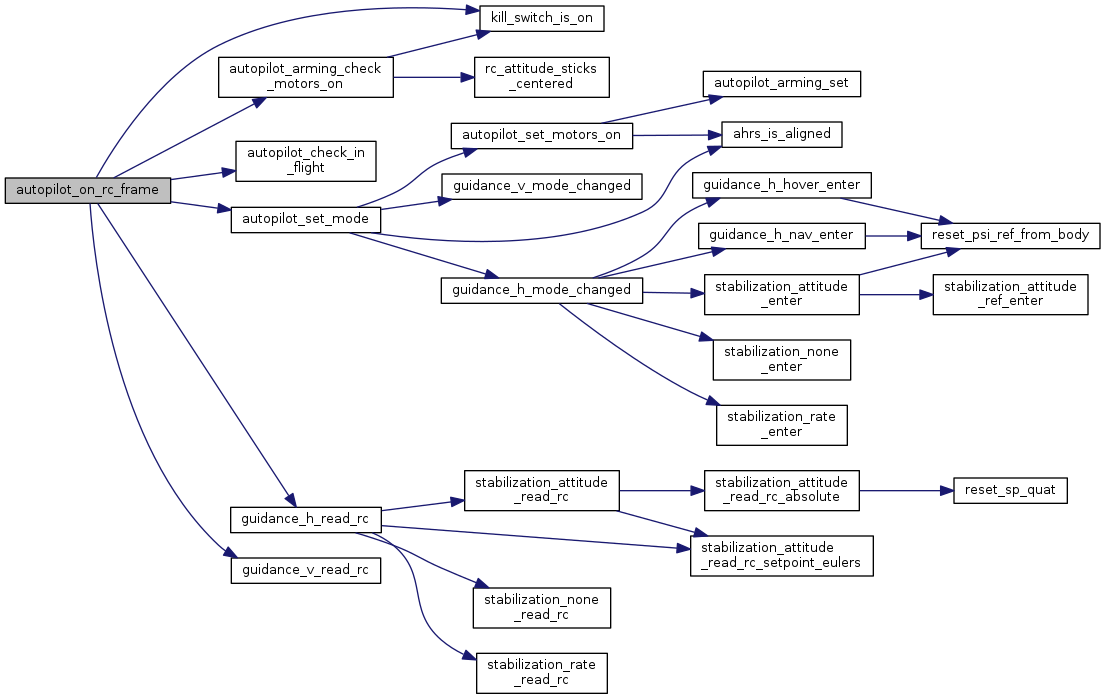 kill_switch_is_on
autopilot_arming_check
_motors_on
rc_attitude_sticks
_centered
autopilot_arming_set
autopilot_set_motors_on
ahrs_is_aligned
autopilot_check_in
_flight
autopilot_on_rc_frame
guidance_v_mode_changed
guidance_h_hover_enter
autopilot_set_mode
guidance_h_nav_enter
reset_psi_ref_from_body
guidance_h_mode_changed
stabilization_attitude
_enter
stabilization_attitude
_ref_enter
stabilization_none
_enter
stabilization_rate
_enter
stabilization_attitude
_read_rc
stabilization_attitude
_read_rc_absolute
reset_sp_quat
guidance_h_read_rc
stabilization_attitude
_read_rc_setpoint_eulers
guidance_v_read_rc
stabilization_none
_read_rc
stabilization_rate
_read_rc